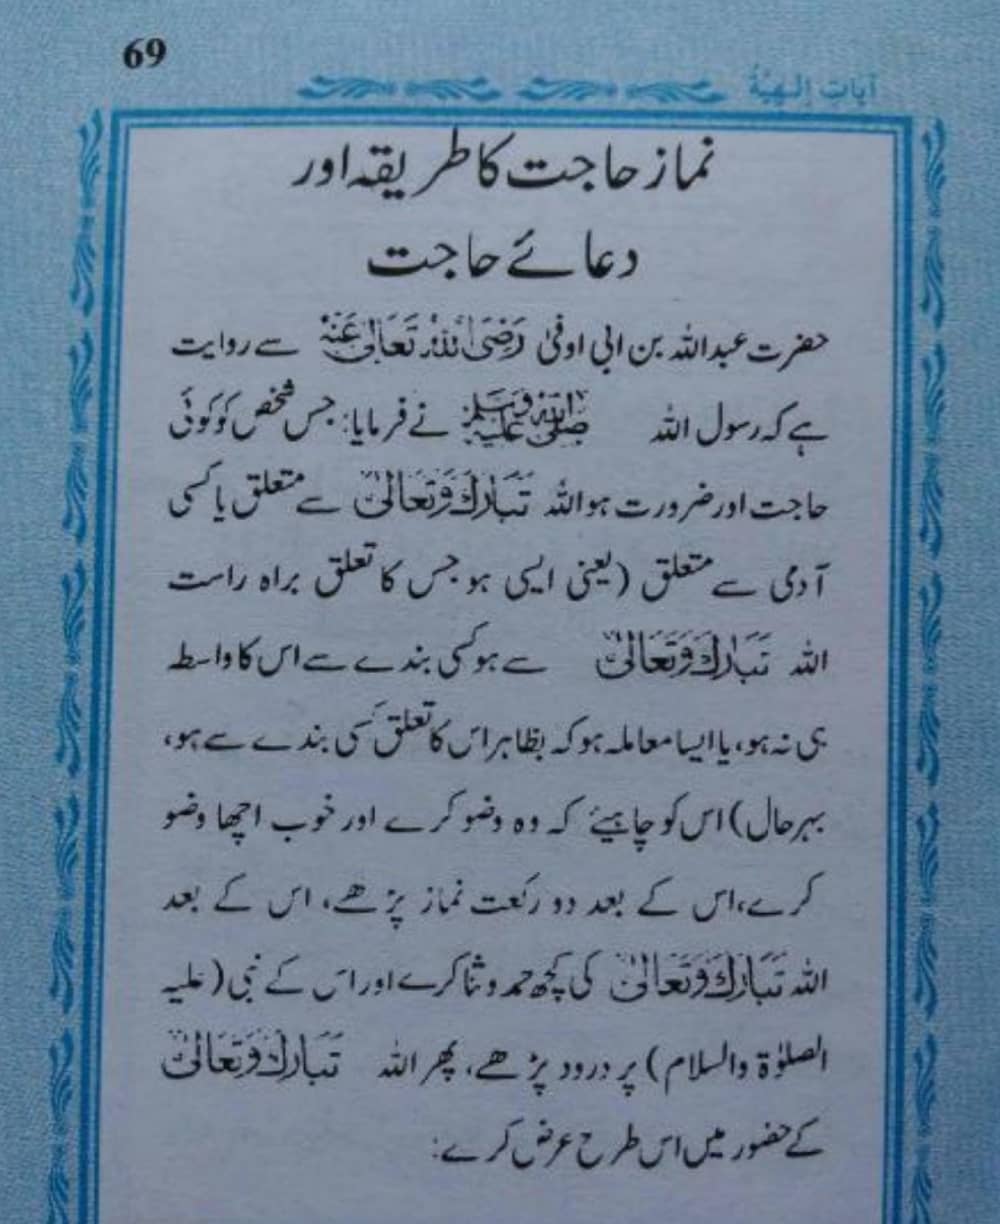 69
آیات الٰہیہ
نماز حاجت کا طریقہ اور
دعائے حاجت
حضرت عبداللہ بن ابی اوفیٰ رَضِیَ اللّٰہُ تَعَالٰی عَنْہُ سے روایت
ہے کہ رسول اللہ صلی اللہ علیہ وسلم نے فرمایا: جس شخص کو کوئی
حاجت اور ضرورت ہو اللہ تَبَارَکَ وَتَعَالٰی سے متعلق یا کسی
آدمی سے متعلق (یعنی ایسی ہو جس کا تعلق براہ راست
اللہ تَبَارَکَ وَتَعَالٰی سے ہو کسی بندے سے اس کا واسطہ
ہی نہ ہو، یا ایسا معاملہ ہو کہ بظاہر اس کا تعلق کسی بندے سے ہو،
بہرحال) اس کو چاہیئے کہ وہ وضو کرے اور خوب اچھا وضو
کرے، اس کے بعد دو رکعت نماز پڑھے، اس کے بعد
اللہ تَبَارَکَ وَتَعَالٰی کی کچھ حمد و ثنا کرے اور اس کے نبی (علیہ
الصلوٰۃ والسلام) پر درود پڑھے، پھر اللہ تَبَارَکَ وَتَعَالٰی
کے حضور میں اس طرح عرض کرے: